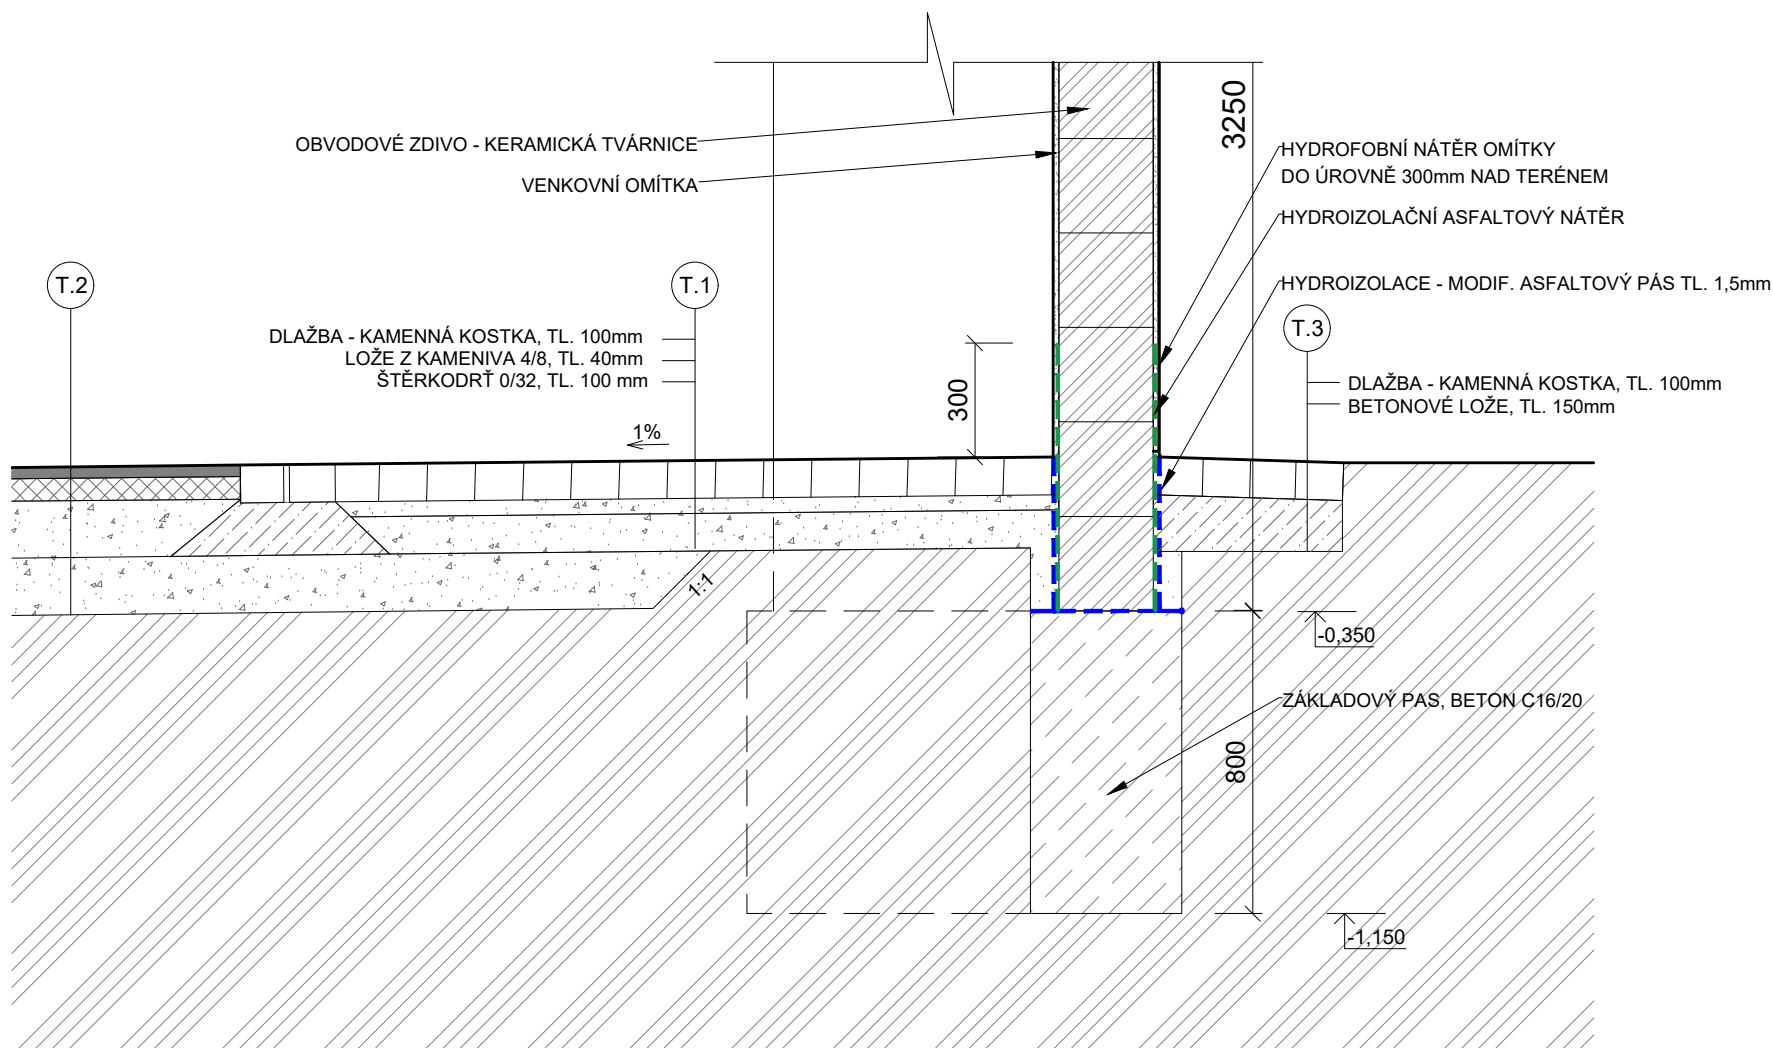 3250
OBVODOVÉ ZDIVO - KERAMICKÁ TVÁRNICE
VENKOVNÍ OMÍTKA
HYDROFOBNÍ NÁTĚR OMÍTKY
DO ÚROVNĚ 300mm NAD TERÉNEM
HYDROIZOLAČNÍ ASFALTOVÝ NÁTĚR
HYDROIZOLACE - MODIF. ASFALTOVÝ PÁS TL. 1,5mm
T.2
T.1
T.3
DLAŽBA - KAMENNÁ KOSTKA, TL. 100mm
LOŽE Z KAMENIVA 4/8, TL. 40mm
ŠTĚRKODRŤ 0/32, TL. 100 mm
300
DLAŽBA - KAMENNÁ KOSTKA, TL. 100mm
BETONOVÉ LOŽE, TL. 150mm
1%
1:1
-0,350
ZÁKLADOVÝ PAS, BETON C16/20
800
-1,150